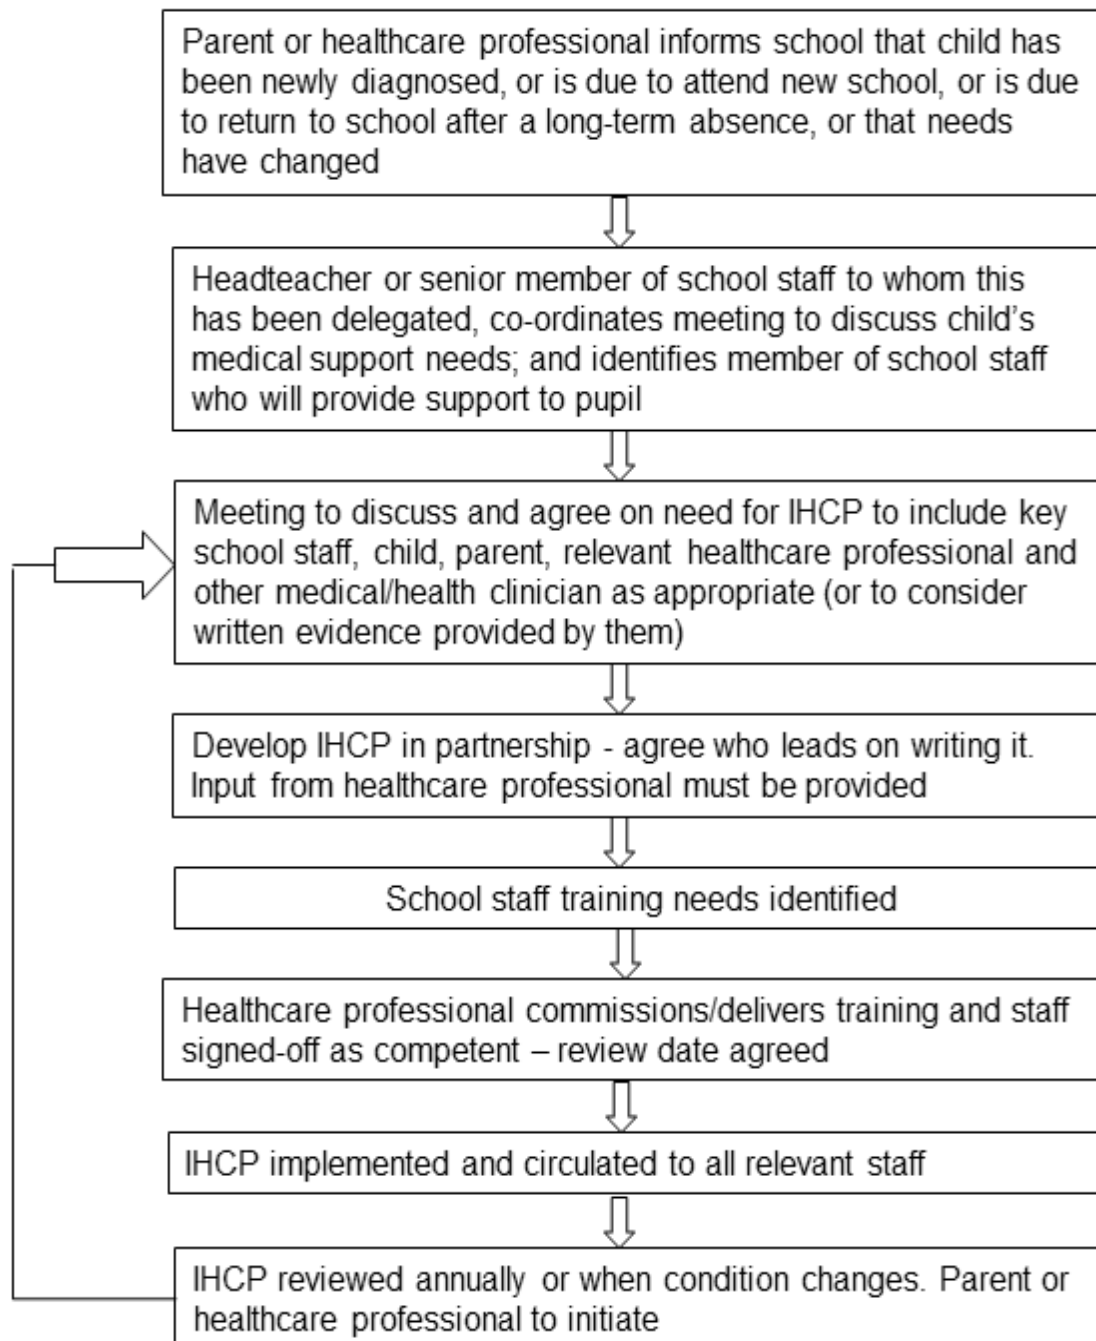 Parent or healthcare professional informs school that child has
been newly diagnosed, or is due to attend new school, or is due
to return to school after a long-term absence, or that needs
have changed
Headteacher or senior member of school staff to whom this
has been delegated, co-ordinates meeting to discuss child's
medical support needs; and identifies member of school staff
who will provide support to pupil
Meeting to discuss and agree on need for IHCP to include key
school staff, child, parent, relevant healthcare professional and
other medical/health clinician as appropriate (or to consider
written evidence provided by them)
Develop IHCP in partnership - agree who leads on writing it.
Input from healthcare professional must be provided
School staff training needs identified
Healthcare professional commissions/delivers training and staff
signed-off as competent – review date agreed
IHCP implemented and circulated to all relevant staff
IHCP reviewed annually or when condition changes. Parent or
healthcare professional to initiate